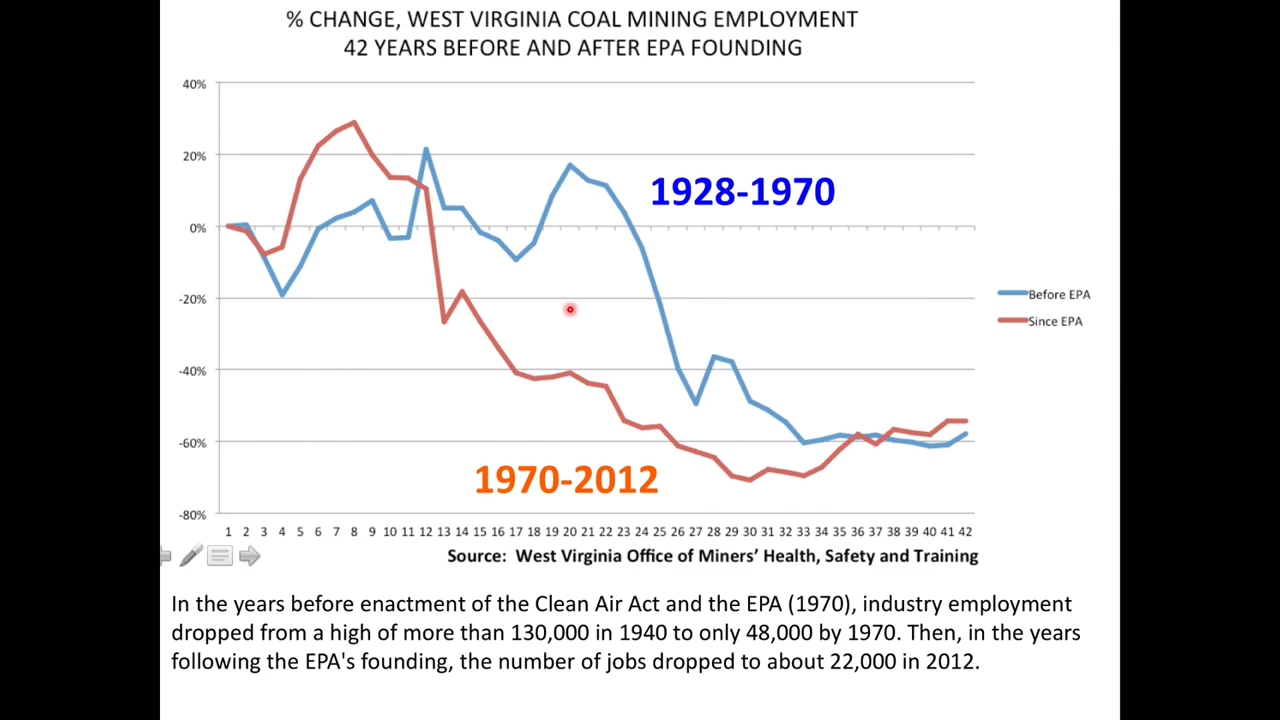 % CHANGE, WEST VIRGINIA COAL MINING EMPLOYMENT
42 YEARS BEFORE AND AFTER EPA FOUNDING
40%
20%
0%
-20%
-40%
-60%
-80%
1928-1970
1970-2012
Before EPA
Since EPA
1 2 3 4 5 6 7 8 9 10 11 12 13 14 15 16 17 18 19 20 21 22 23 24 25 26 27 28 29 30 31 32 33 34 35 36 37 38 39 40 41 42
Source: West Virginia Office of Miners' Health, Safety and Training
In the years before enactment of the Clean Air Act and the EPA (1970), industry employment
dropped from a high of more than 130,000 in 1940 to only 48,000 by 1970. Then, in the years
following the EPA's founding, the number of jobs dropped to about 22,000 in 2012.